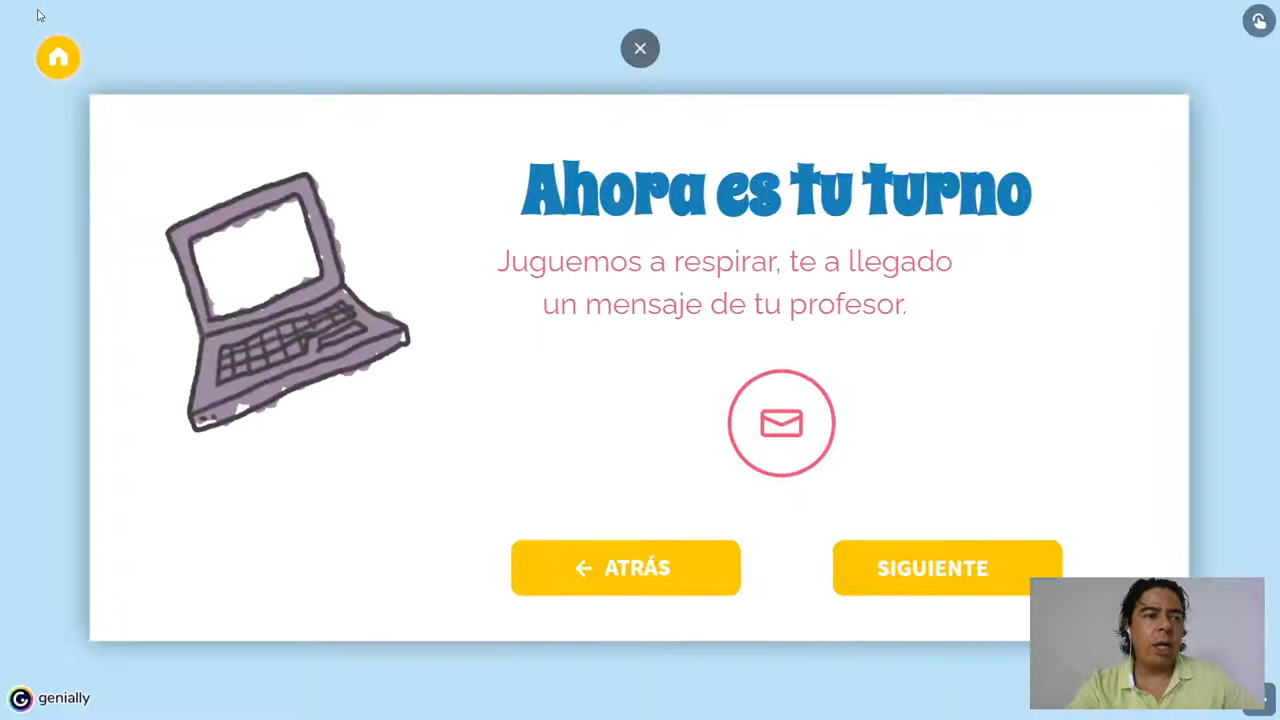 Ahora es tu turno
Juguemos a respirar, te a llegado
un mensaje de tu profesor.
← ATRÁS
SIGUIENTE
genially